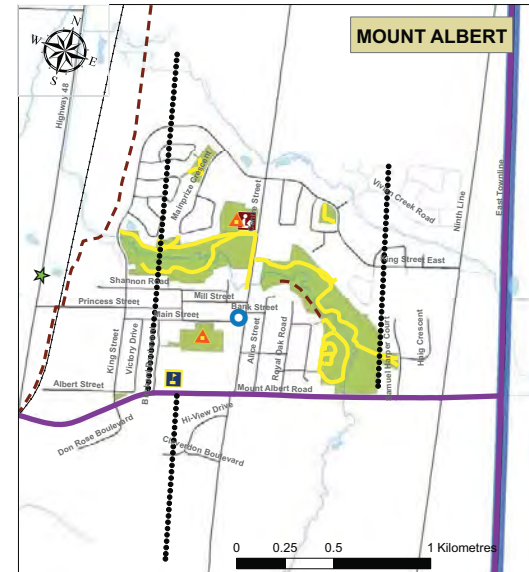 MOUNT ALBERT
N
W
E
S
Highway 48
Mainprize Crescent
Street
Vivian Creek Road
Ninth Line
East Townline
King Street East
Shannon Road
Princess Street
Mill Street
Bank Street
Main Street
King Street
Victory Drive
Alice Street
Royal Oak Road
Samuel Harper Court
Haig Crescent
Albert Street
Mount Albert Road
Hi-View Drive
Don Rose Boulevard
Cleverdon Boulevard
0 0.25 0.5 1 Kilometres